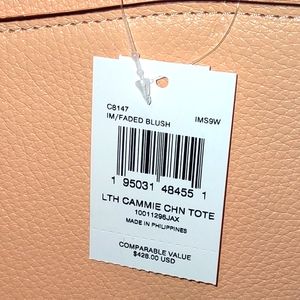 C8147 IMS9W
IM/FADED BLUSH
1 95031 48455 1
LTH CAMMIE CHN TOTE
10011296JAX
MADE IN PHILIPPINES
COMPARABLE VALUE
$428.00 USD